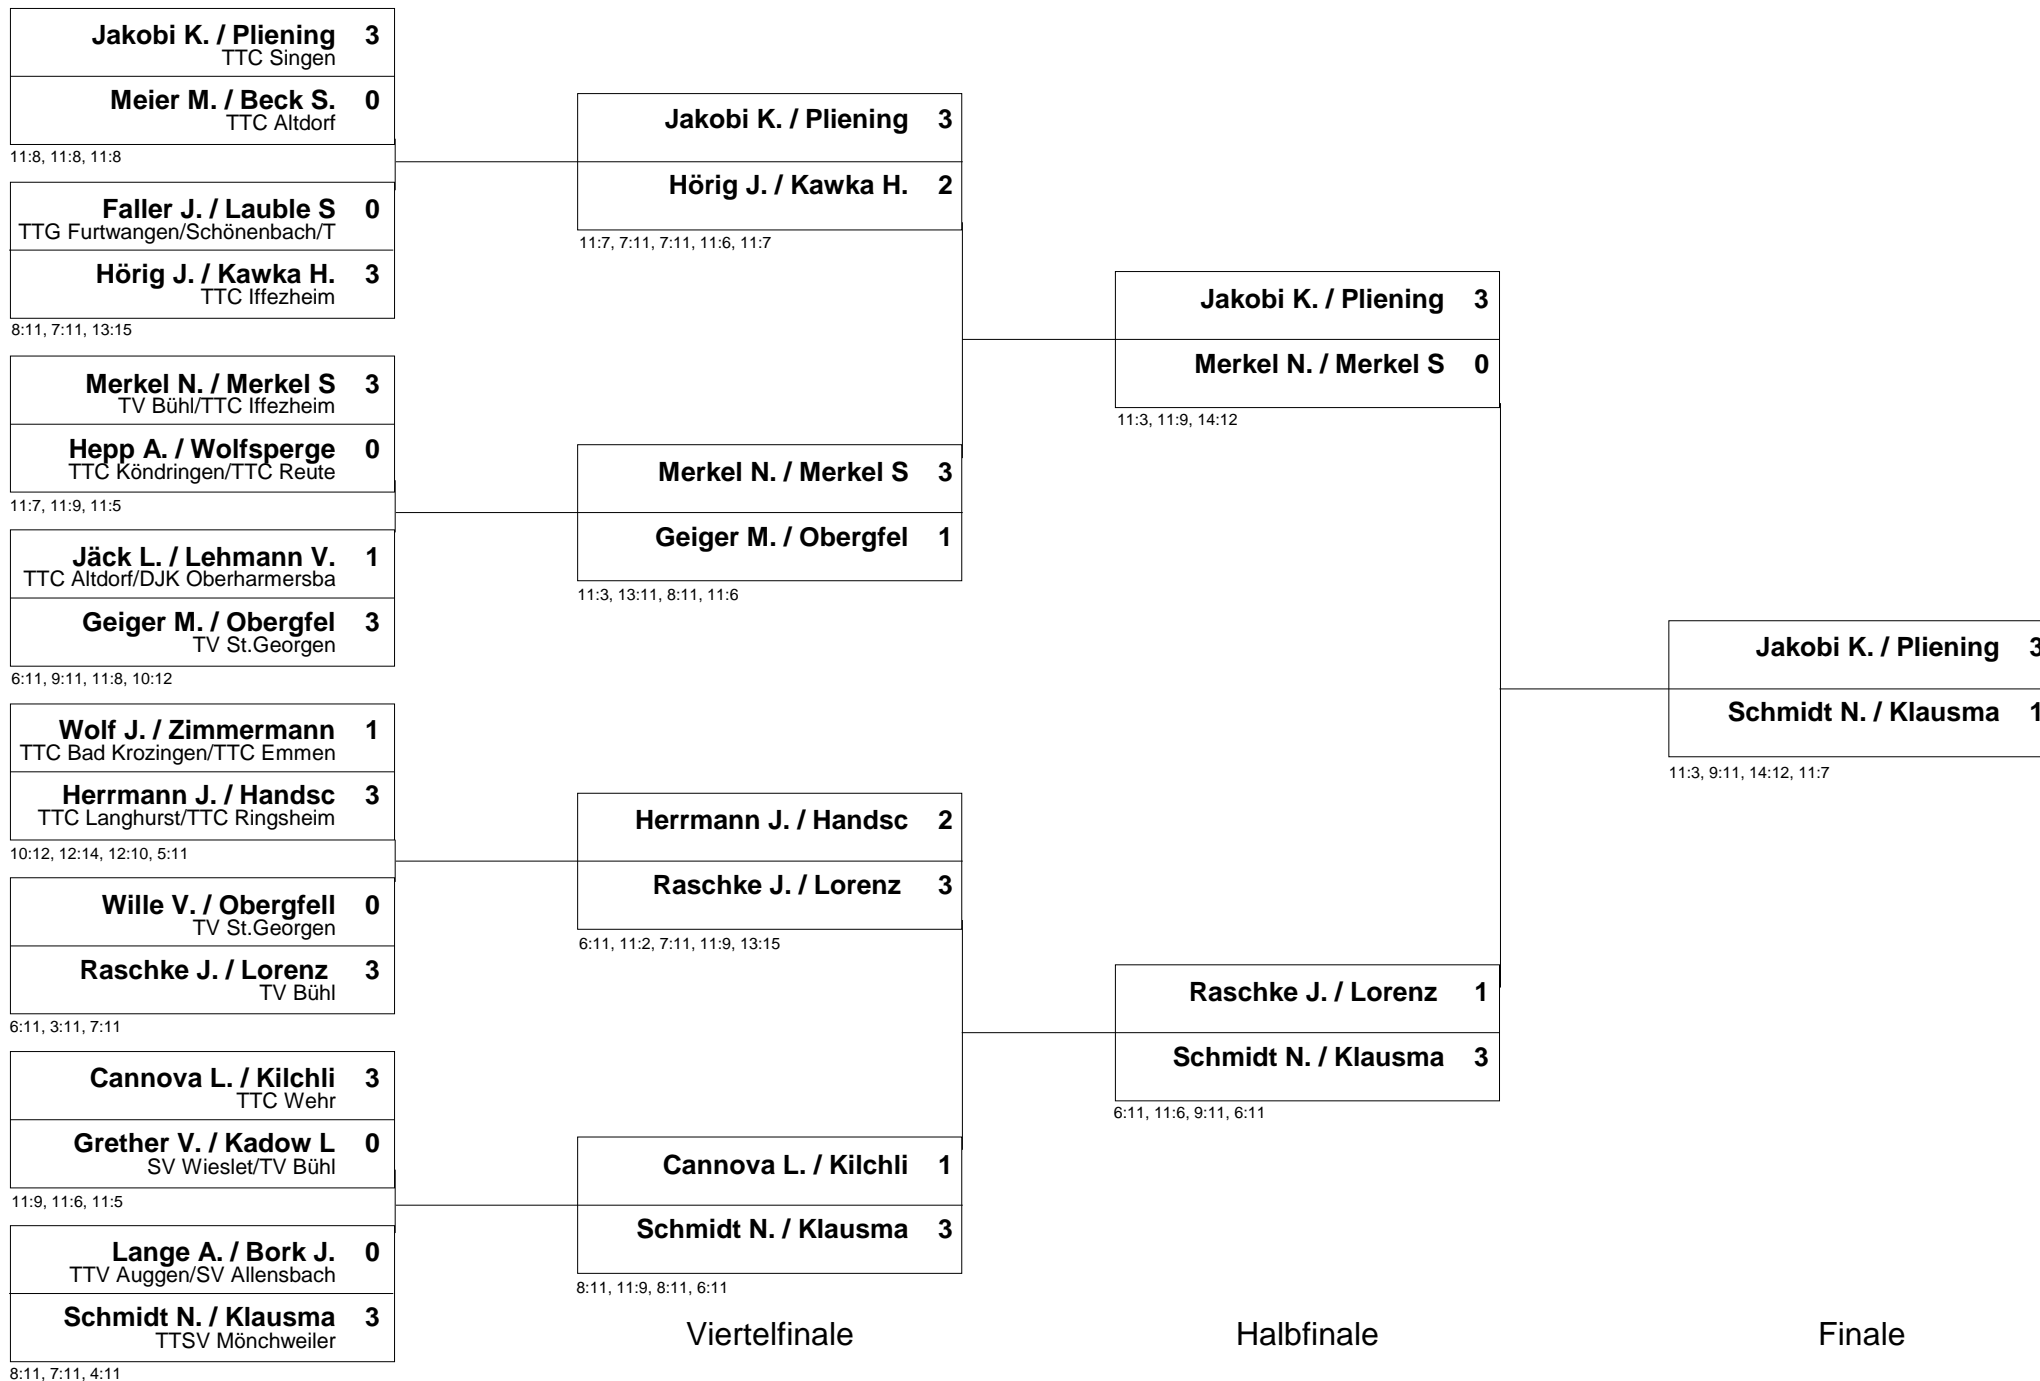 Jakobi K. / Pliening 3
TTC Singen
Meier M. / Beck S. 0
TTC Altdorf
11:8, 11:8, 11:8
Faller J. / Lauble S 0
TTG Furtwangen/Schönenbach/T
Hörig J. / Kawka H. 3
TTC Iffezheim
8:11, 7:11, 13:15
Merkel N. / Merkel S 3
TV Bühl/TTC Iffezheim
Hepp A. / Wolfsperge 0
TTC Köndringen/TTC Reute
11:7, 11:9, 11:5
Jäck L. / Lehmann V. 1
TTC Altdorf/DJK Oberharmersba
Geiger M. / Obergfel 3
TV St.Georgen
6:11, 9:11, 11:8, 10:12
Wolf J. / Zimmermann 1
TTC Bad Krozingen/TTC Emmen
Herrmann J. / Handsc 3
TTC Langhurst/TTC Ringsheim
10:12, 12:14, 12:10, 5:11
Wille V. / Obergfell 0
TV St.Georgen
Raschke J. / Lorenz 3
TV Bühl
6:11, 3:11, 7:11
Cannova L. / Kilchli 3
TTC Wehr
Grether V. / Kadow L 0
SV Wieslet/TV Bühl
11:9, 11:6, 11:5
Lange A. / Bork J. 0
TTV Auggen/SV Allensbach
Schmidt N. / Klausma 3
TTSV Mönchweiler
8:11, 7:11, 4:11
Jakobi K. / Pliening 3
Hörig J. / Kawka H. 2
11:7, 7:11, 7:11, 11:6, 11:7
Merkel N. / Merkel S 3
Geiger M. / Obergfel 1
11:3, 13:11, 8:11, 11:6
Herrmann J. / Handsc 2
Raschke J. / Lorenz 3
6:11, 11:2, 7:11, 11:9, 13:15
Cannova L. / Kilchli 1
Schmidt N. / Klausma 3
8:11, 11:9, 8:11, 6:11
Viertelfinale
Jakobi K. / Pliening 3
Merkel N. / Merkel S 0
11:3, 11:9, 14:12
Raschke J. / Lorenz 1
Schmidt N. / Klausma 3
6:11, 11:6, 9:11, 6:11
Halbfinale
Jakobi K. / Pliening 3
Schmidt N. / Klausma 1
11:3, 9:11, 14:12, 11:7
Finale